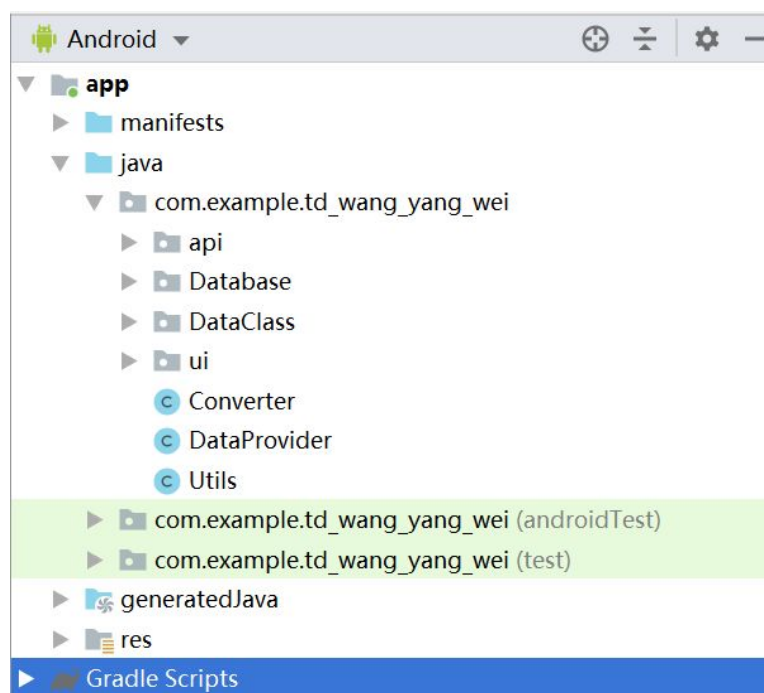 Android
app
manifests
java
com.example.td_wang_yang_wei
api
Database
DataClass
ui
C Converter
C DataProvider
C Utils
com.example.td_wang_yang_wei (androidTest)
com.example.td_wang_yang_wei (test)
generatedJava
res
Gradle Scripts